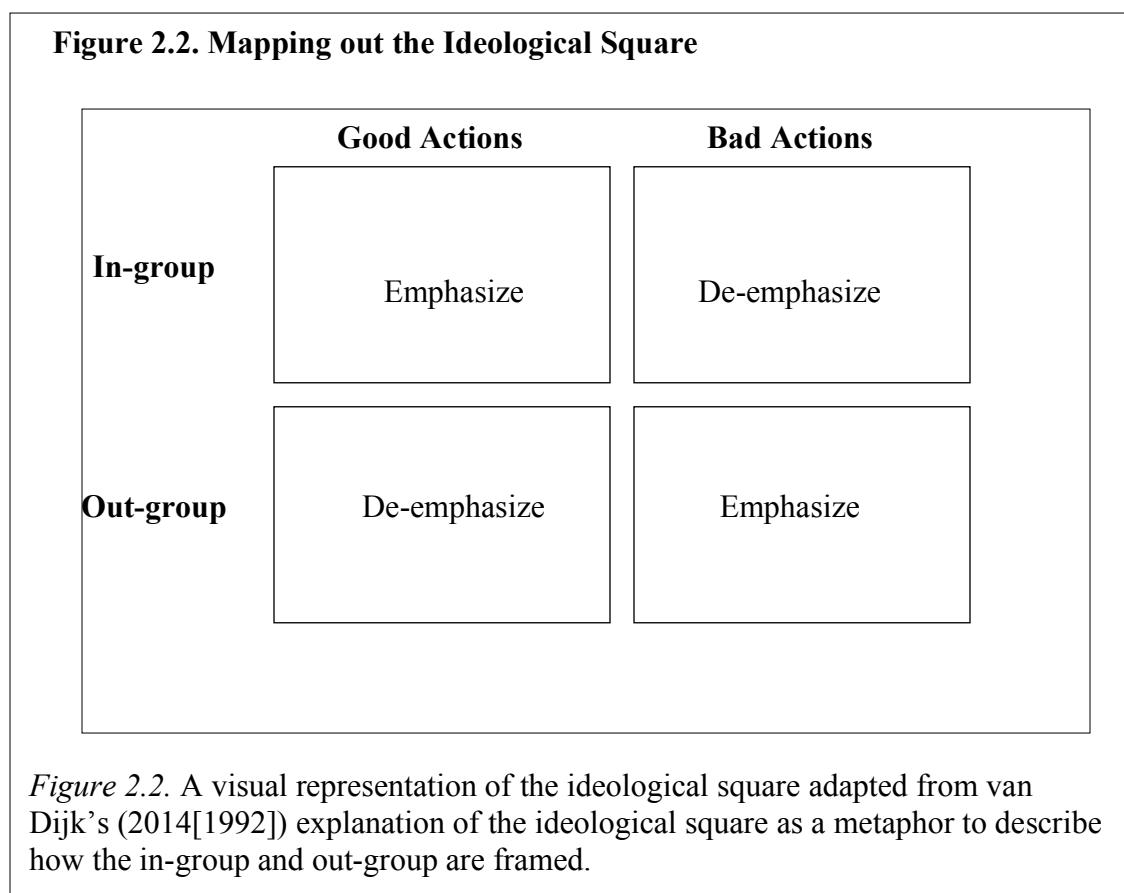 Figure 2.2. Mapping out the Ideological Square
Good Actions Bad Actions
In-group
Emphasize De-emphasize
Out-group De-emphasize Emphasize
Figure 2.2. A visual representation of the ideological square adapted from van
Dijk’s (2014[1992]) explanation of the ideological square as a metaphor to describe
how the in-group and out-group are framed.